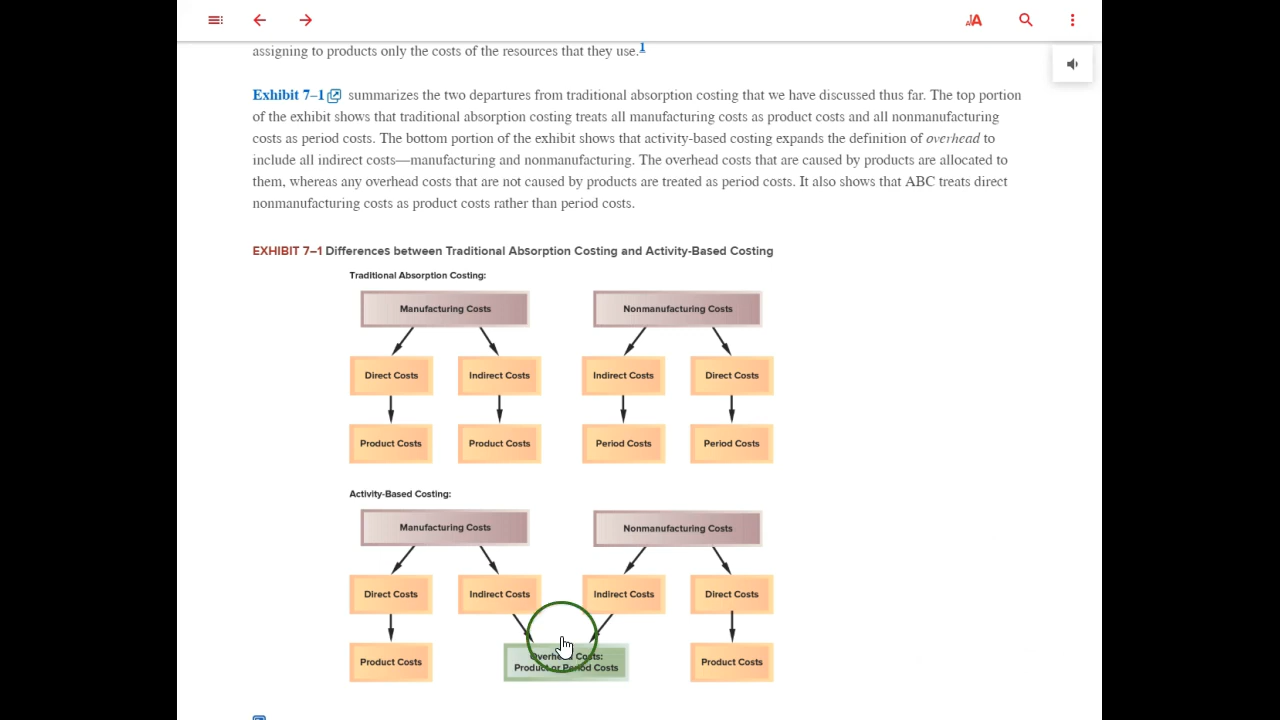 assigning to products only the costs of the resources that they use.1
Exhibit 7–1 summarizes the two departures from traditional absorption costing that we have discussed thus far. The top portion
of the exhibit shows that traditional absorption costing treats all manufacturing costs as product costs and all nonmanufacturing
costs as period costs. The bottom portion of the exhibit shows that activity-based costing expands the definition of overhead to
include all indirect costs—manufacturing and nonmanufacturing. The overhead costs that are caused by products are allocated to
them, whereas any overhead costs that are not caused by products are treated as period costs. It also shows that ABC treats direct
nonmanufacturing costs as product costs rather than period costs.
EXHIBIT 7–1 Differences between Traditional Absorption Costing and Activity-Based Costing
Traditional Absorption Costing:
Manufacturing Costs
Nonmanufacturing Costs
Direct Costs
Indirect Costs
Indirect Costs
Direct Costs
Product Costs
Product Costs
Period Costs
Period Costs
Activity-Based Costing:
Manufacturing Costs
Nonmanufacturing Costs
Direct Costs
Indirect Costs
Indirect Costs
Direct Costs
Product Costs
Overhead Costs:
Product or Period Costs
Product Costs